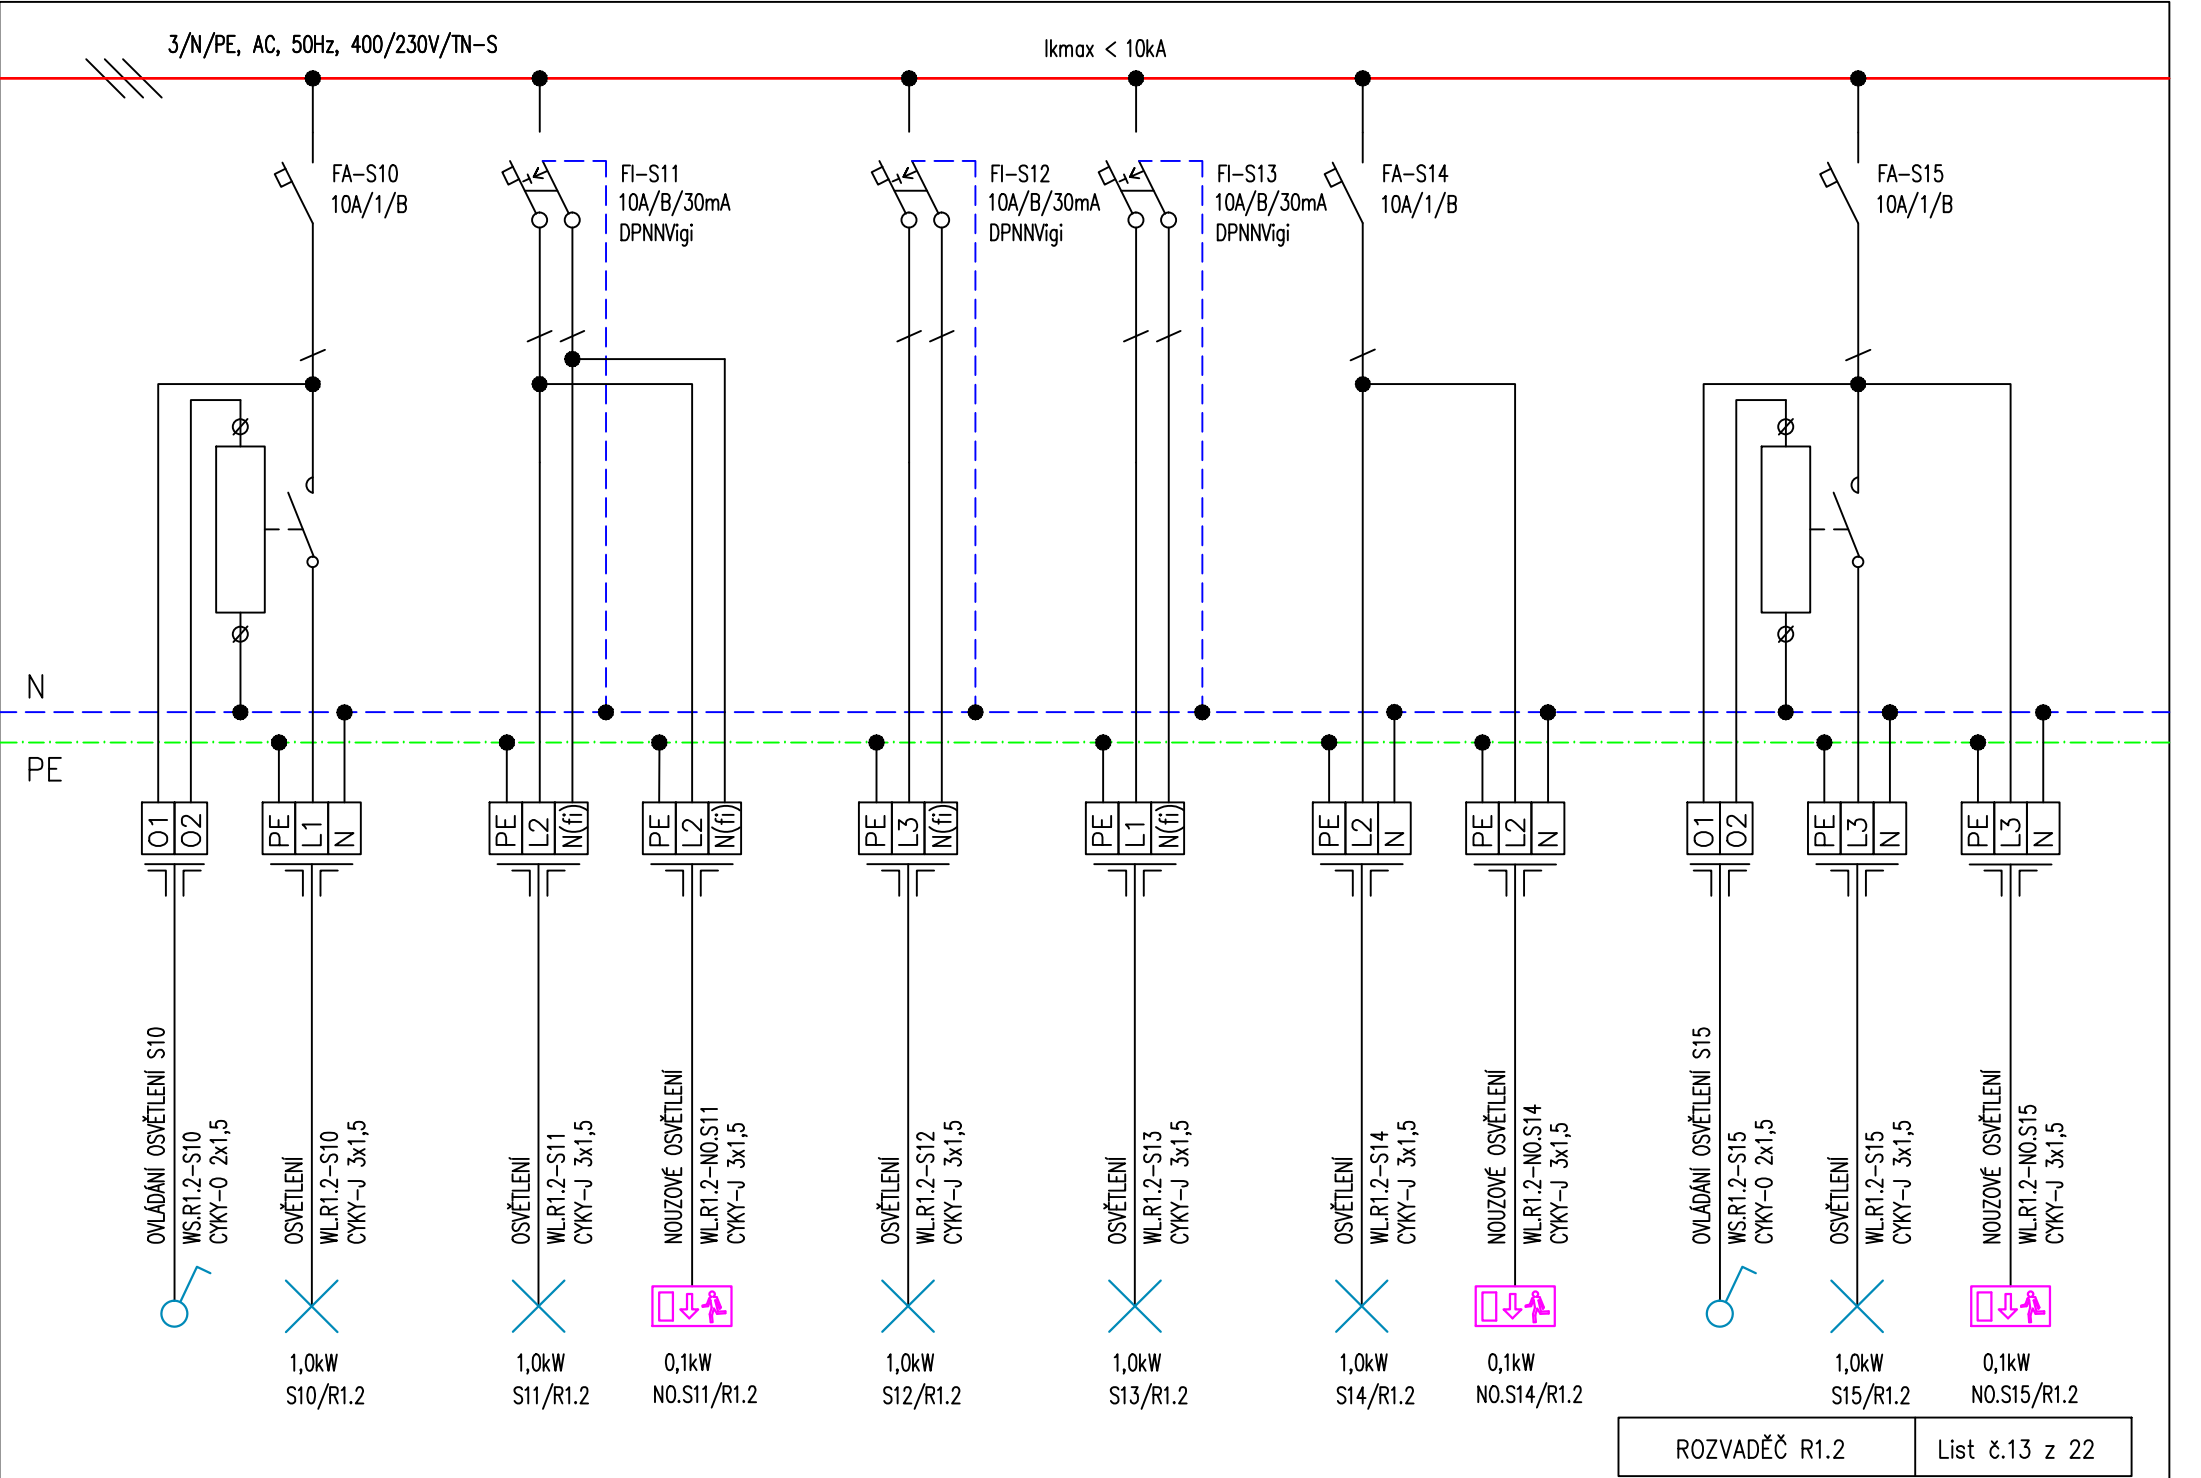 3/N/PE, AC, 50Hz, 400/230V/TN-S
Ikmax < 10kA
FA-S10
10A/1/B
FI-S11
10A/B/30mA
DPNNVigi
FI-S12
10A/B/30mA
DPNNVigi
FI-S13
10A/B/30mA
DPNNVigi
FA-S14
10A/1/B
FA-S15
10A/1/B
N
PE
O1
O2
PE
L1
N
PE
L2
N(fi)
PE
L2
N(fi)
PE
L3
N(fi)
PE
L1
N(fi)
PE
L2
N
PE
L2
N
O1
O2
PE
L3
N
PE
L3
N
OVLÁDÁNÍ OSVĚTLENÍ S10
WS.R1.2-S10
CYKY-O 2x1,5
OSVĚTLENÍ
WL.R1.2-S10
CYKY-J 3x1,5
OSVĚTLENÍ
WL.R1.2-S11
CYKY-J 3x1,5
NOUZOVÉ OSVĚTLENÍ
WL.R1.2-NO.S11
CYKY-J 3x1,5
OSVĚTLENÍ
WL.R1.2-S12
CYKY-J 3x1,5
OSVĚTLENÍ
WL.R1.2-S13
CYKY-J 3x1,5
OSVĚTLENÍ
WL.R1.2-S14
CYKY-J 3x1,5
NOUZOVÉ OSVĚTLENÍ
WL.R1.2-NO.S14
CYKY-J 3x1,5
OVLÁDÁNÍ OSVĚTLENÍ S15
WS.R1.2-S15
CYKY-O 2x1,5
OSVĚTLENÍ
WL.R1.2-S15
CYKY-J 3x1,5
NOUZOVÉ OSVĚTLENÍ
WL.R1.2-NO.S15
CYKY-J 3x1,5
1,0kW
S10/R1.2
1,0kW
S11/R1.2
0,1kW
NO.S11/R1.2
1,0kW
S12/R1.2
1,0kW
S13/R1.2
1,0kW
S14/R1.2
0,1kW
NO.S14/R1.2
1,0kW
S15/R1.2
0,1kW
NO.S15/R1.2
ROZVADĚČ R1.2
List č.13 z 22